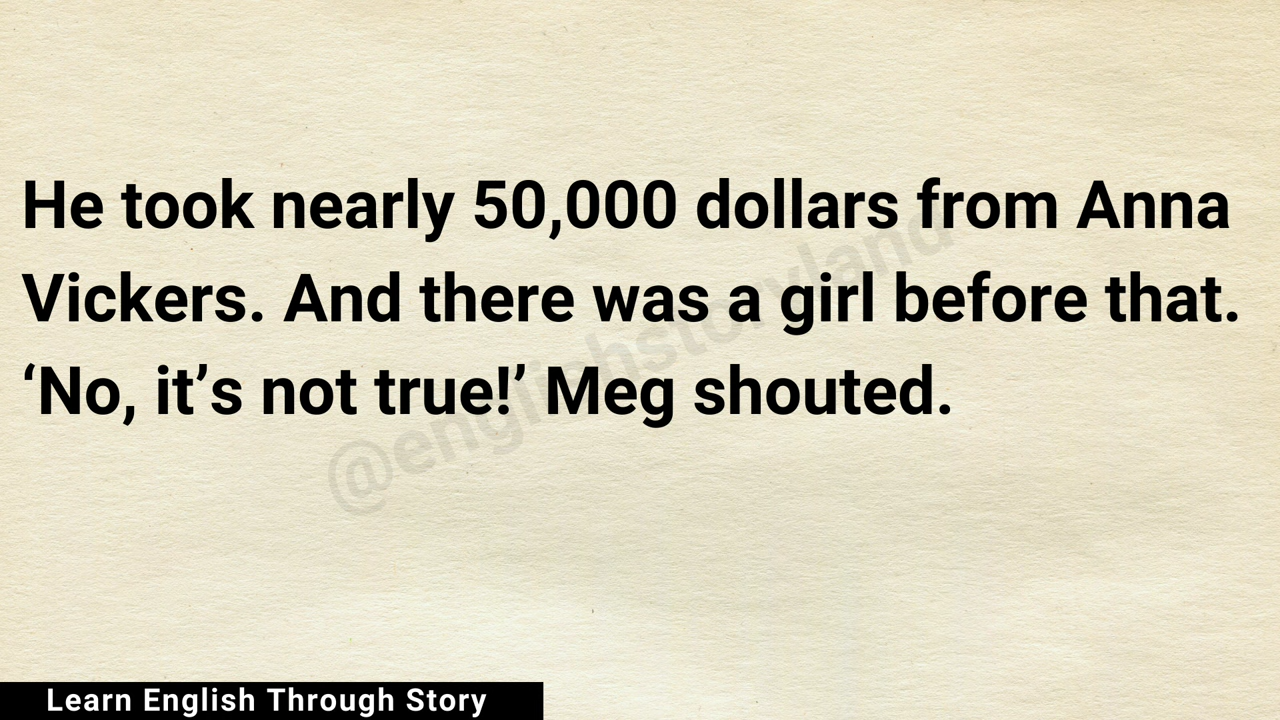 He took nearly 50,000 dollars from Anna
Vickers. And there was a girl before that.
‘No, it’s not true!’ Meg shouted.
@englishstoryland
Learn English Through Story